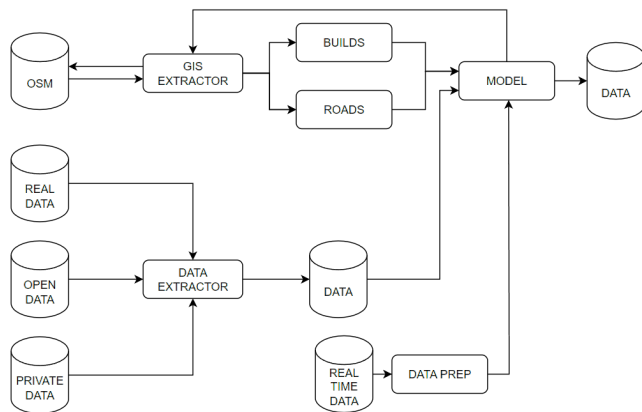 BUILDS
OSM
GIS
EXTRACTOR
MODEL
DATA
ROADS
REAL
DATA
OPEN
DATA
DATA
EXTRACTOR
DATA
PRIVATE
DATA
REAL
TIME
DATA
DATA PREP